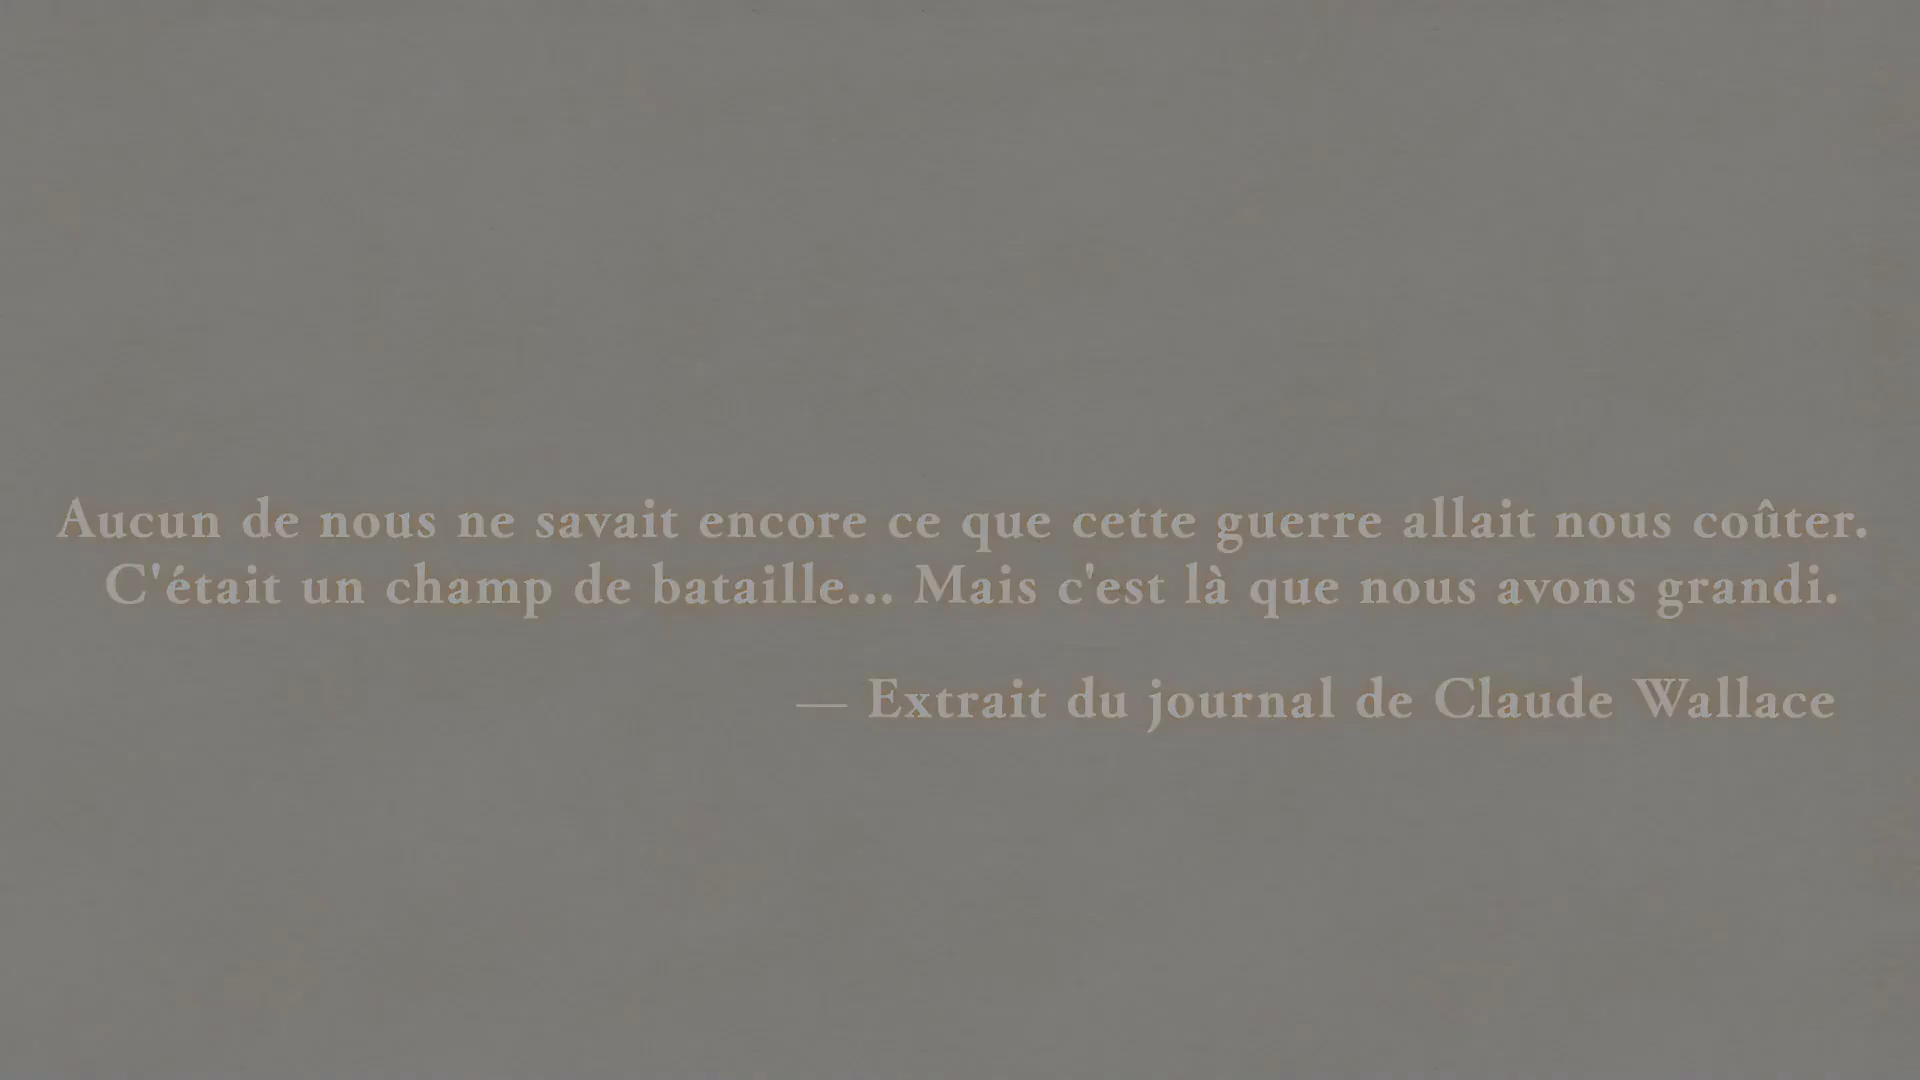 Aucun de nous ne savait encore ce que cette guerre allait nous coûter.
C'était un champ de bataille... Mais c'est là que nous avons grandi.
— Extrait du journal de Claude Wallace